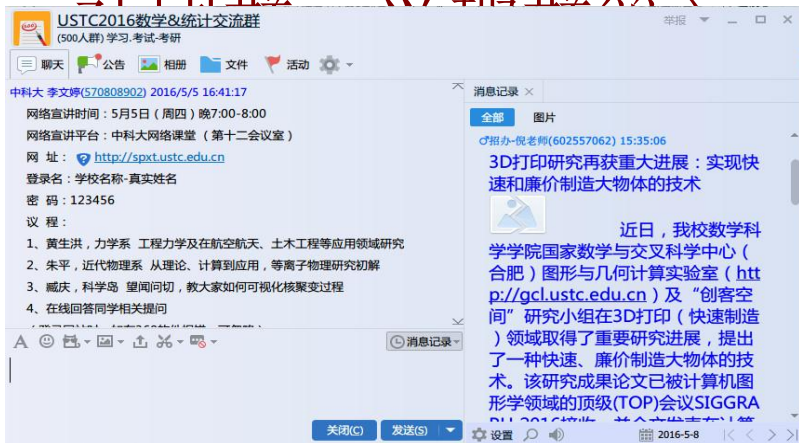 USTC2016数学&统计交流群
(500人群) 学习.考试-考研
举报
聊天 公告 相册 文件 活动
中科大 李文婷(570808902) 2016/5/5 16:41:17
网络宣讲时间：5月5日（周四）晚7:00-8:00
网络宣讲平台：中科大网络课堂 （第十二会议室）
网 址： http://spxt.ustc.edu.cn
登录名：学校名称-真实姓名
密 码：123456
议 程：
1、黄生洪，力学系 工程力学及在航空航天、土木工程等应用领域研究
2、朱平，近代物理系 从理论、计算到应用，等离子物理研究初解
3、臧庆，科学岛 望闻问切，教大家如何可视化核聚变过程
4、在线回答同学相关提问
消息记录
关闭(C) 发送(S)
消息记录
全部 图片
招办-倪老师(602557062) 15:35:06
3D打印研究再获重大进展：实现快
速和廉价制造大物体的技术
近日，我校数学科
学学院国家数学与交叉科学中心（
合肥）图形与几何计算实验室（htt
p://gcl.ustc.edu.cn）及“创客空
间”研究小组在3D打印（快速制造
）领域取得了重要研究进展，提出
了一种快速、廉价制造大物体的技
术。该研究成果论文已被计算机图
形学领域的顶级(TOP)会议SIGGRA
设置 2016-5-8